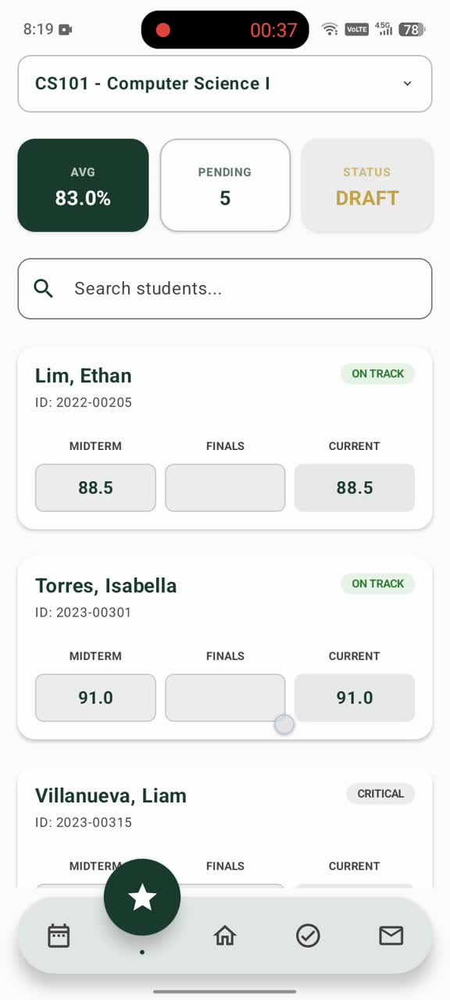 8:19
00:37
VoLTE
4.5G
78
CS101 - Computer Science I
AVG
83.0%
PENDING
5
STATUS
DRAFT
Search students...
Lim, Ethan
ON TRACK
ID: 2022-00205
MIDTERM FINALS CURRENT
88.5 88.5
Torres, Isabella
ON TRACK
ID: 2023-00301
MIDTERM FINALS CURRENT
91.0 91.0
Villanueva, Liam
CRITICAL
ID: 2023-00315
MIDTERM FINALS CURRENT